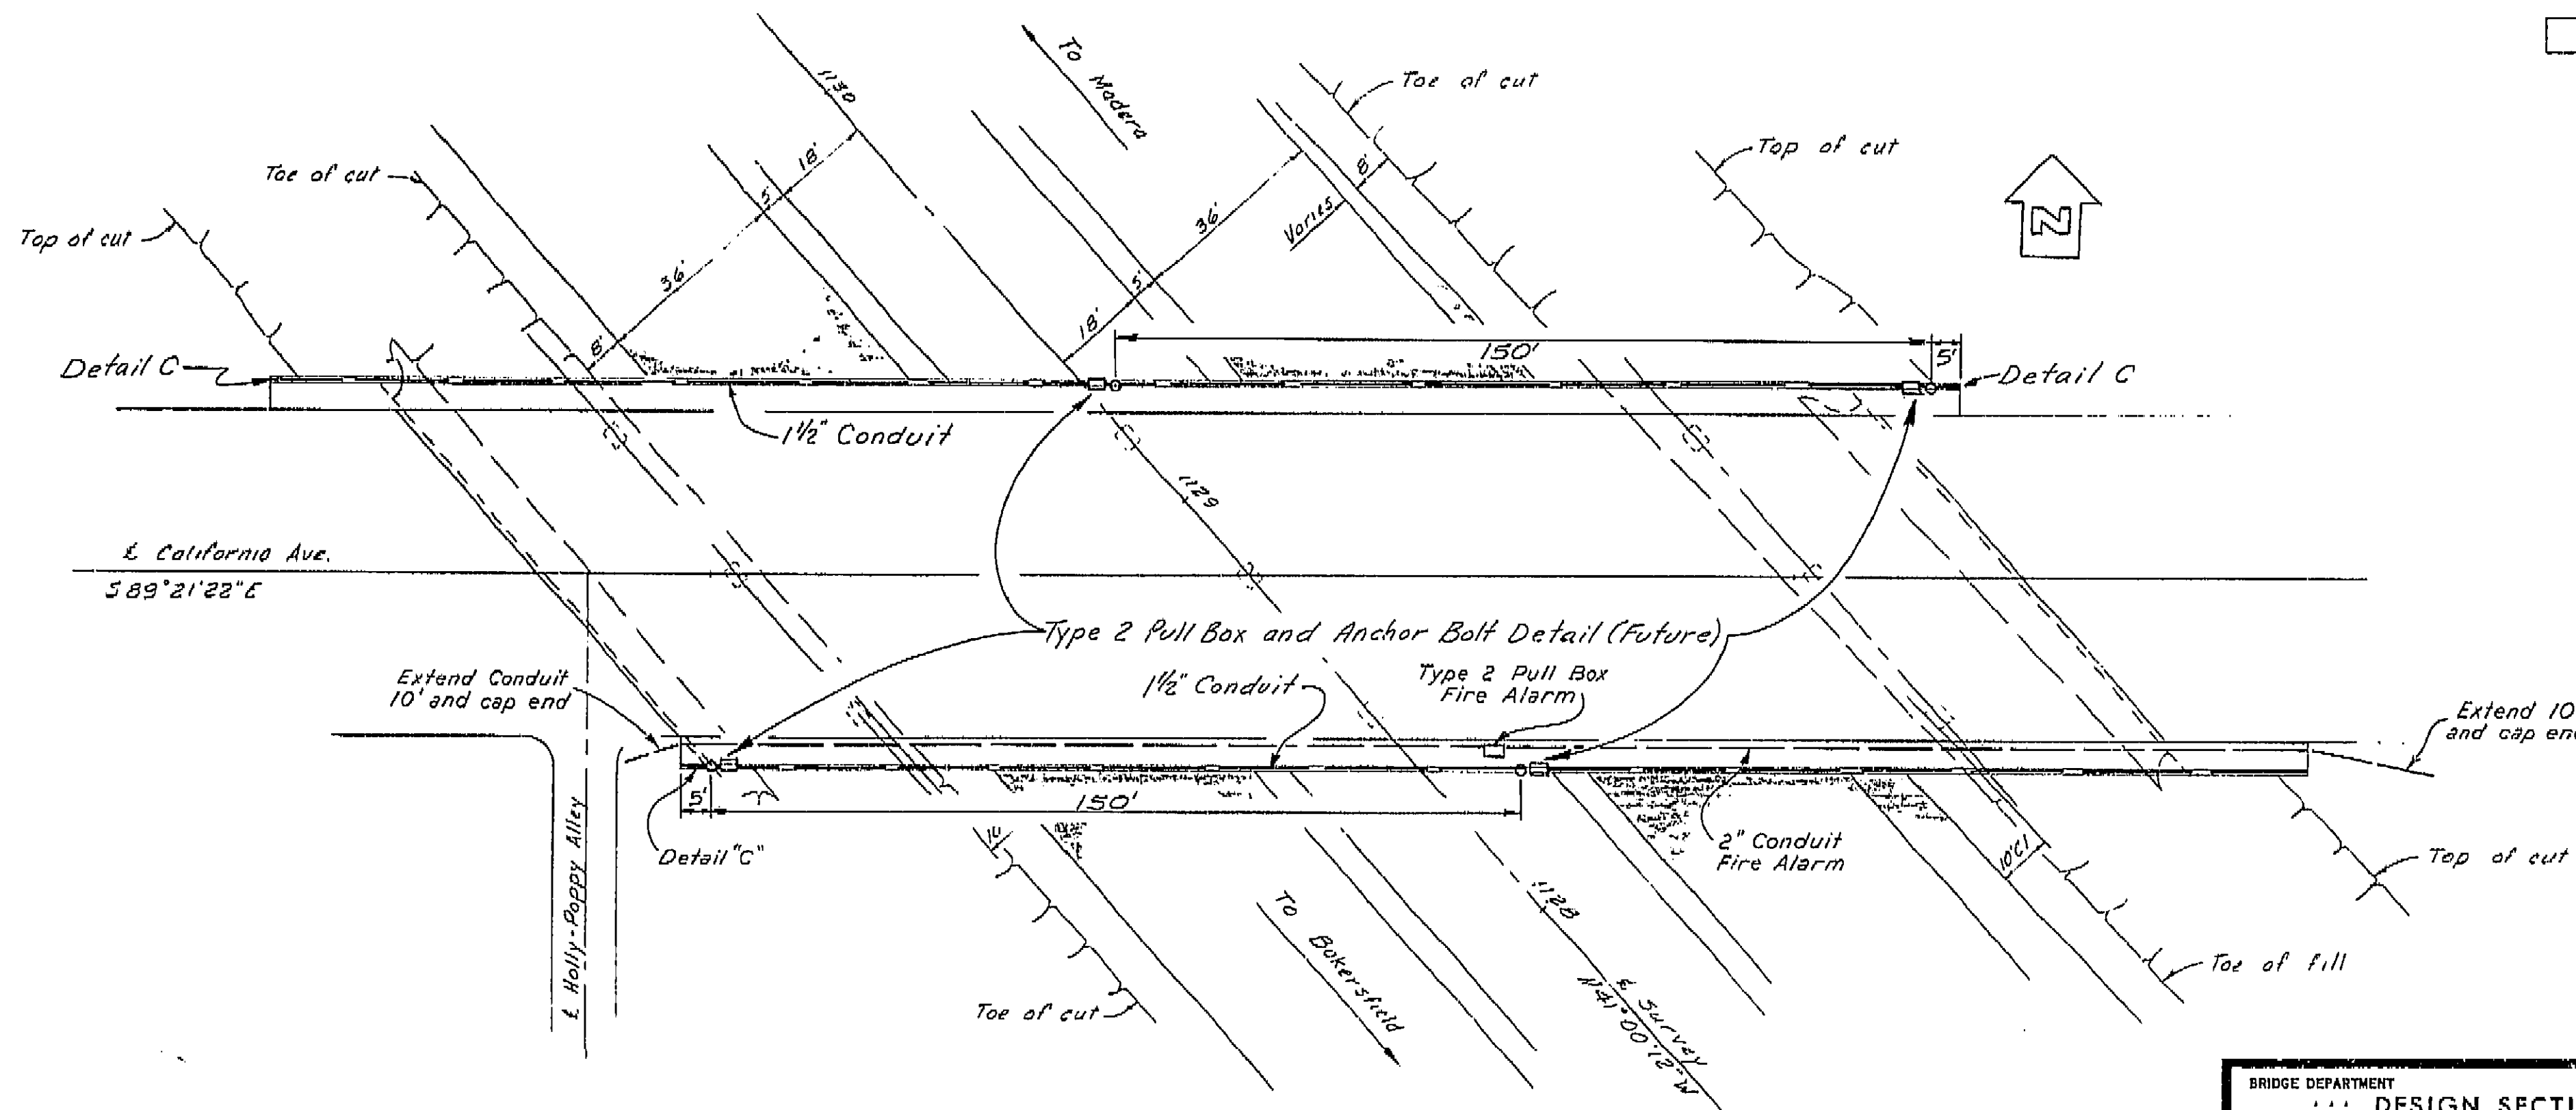 To Madera
Toe of cut
Top of cut
1130
18'
5'
36'
8'
Toe of cut
Top of cut
36'
5'
18'
Varies
8'
N
150'
5'
Detail C
Detail C
1½" Conduit
1129
℄ California Ave.
S89°21'22"E
Type 2 Pull Box and Anchor Bolt Detail (Future)
Extend Conduit
10' and cap end
1½" Conduit
Type 2 Pull Box
Fire Alarm
Extend 10
and cap en
5'
150'
Detail "C"
2" Conduit
Fire Alarm
10'Cl
Top of cut
℄ Holly-Poppy Alley
To Bakersfield
1128
℄ Survey
N41°00'12"W
Toe of cut
Toe of fill
BRIDGE DEPARTMENT
DESIGN SECTI